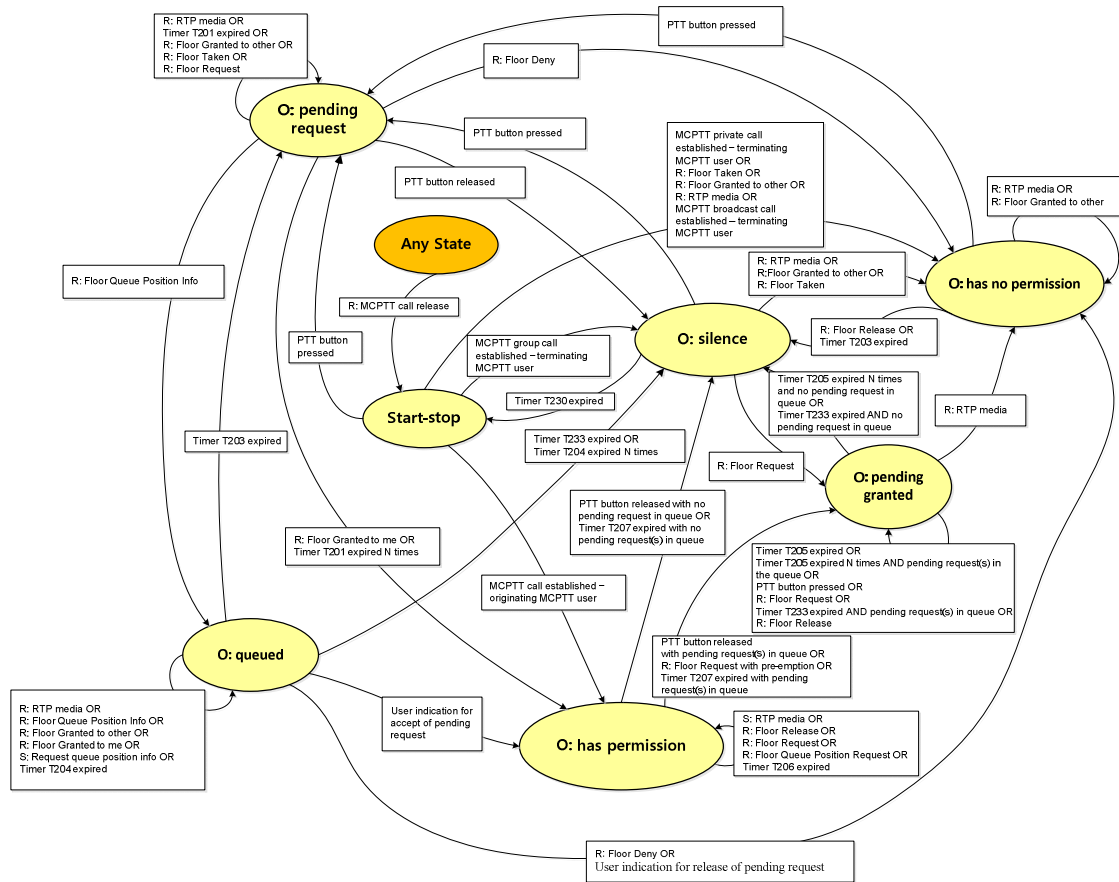 R: RTP media OR
Timer T201 expired OR
R: Floor Granted to other OR
R: Floor Taken OR
R: Floor Request
PTT button pressed
R: Floor Deny
O: pending
request
PTT button pressed
MCPTT private call
established – terminating
MCPTT user OR
R: Floor Taken OR
R: Floor Granted to other OR
R: RTP media OR
MCPTT broadcast call
established – terminating
MCPTT user
PTT button released
R: RTP media OR
R: Floor Granted to other
Any State
R: Floor Queue Position Info
R: RTP media OR
R:Floor Granted to other OR
R: Floor Taken
O: has no permission
R: MCPTT call release
PTT button
pressed
MCPTT group call
established – terminating
MCPTT user
O: silence
R: Floor Release OR
Timer T203 expired
Timer T205 expired N times
and no pending request in
queue OR
Timer T233 expired AND no
pending request in queue
Timer T230 expired
R: RTP media
Start-stop
Timer T203 expired
Timer T233 expired OR
Timer T204 expired N times
R: Floor Request
O: pending
granted
PTT button released with no
pending request in queue OR
Timer T207 expired with no
pending request(s) in queue
R: Floor Granted to me OR
Timer T201 expired N times
Timer T205 expired OR
Timer T205 expired N times AND pending request(s) in
the queue OR
PTT button pressed OR
R: Floor Request OR
Timer T233 expired AND pending request(s) in queue OR
R: Floor Release
MCPTT call established –
originating MCPTT user
O: queued
PTT button released
with pending request(s) in queue OR
R: Floor Request with pre-emption OR
Timer T207 expired with pending
request(s) in queue
R: RTP media OR
R: Floor Queue Position Info OR
R: Floor Granted to other OR
R: Floor Granted to me OR
S: Request queue position info OR
Timer T204 expired
User indication for
accept of pending
request
O: has permission
S: RTP media OR
R: Floor Release OR
R: Floor Request OR
R: Floor Queue Position Request OR
Timer T206 expired
R: Floor Deny OR
User indication for release of pending request